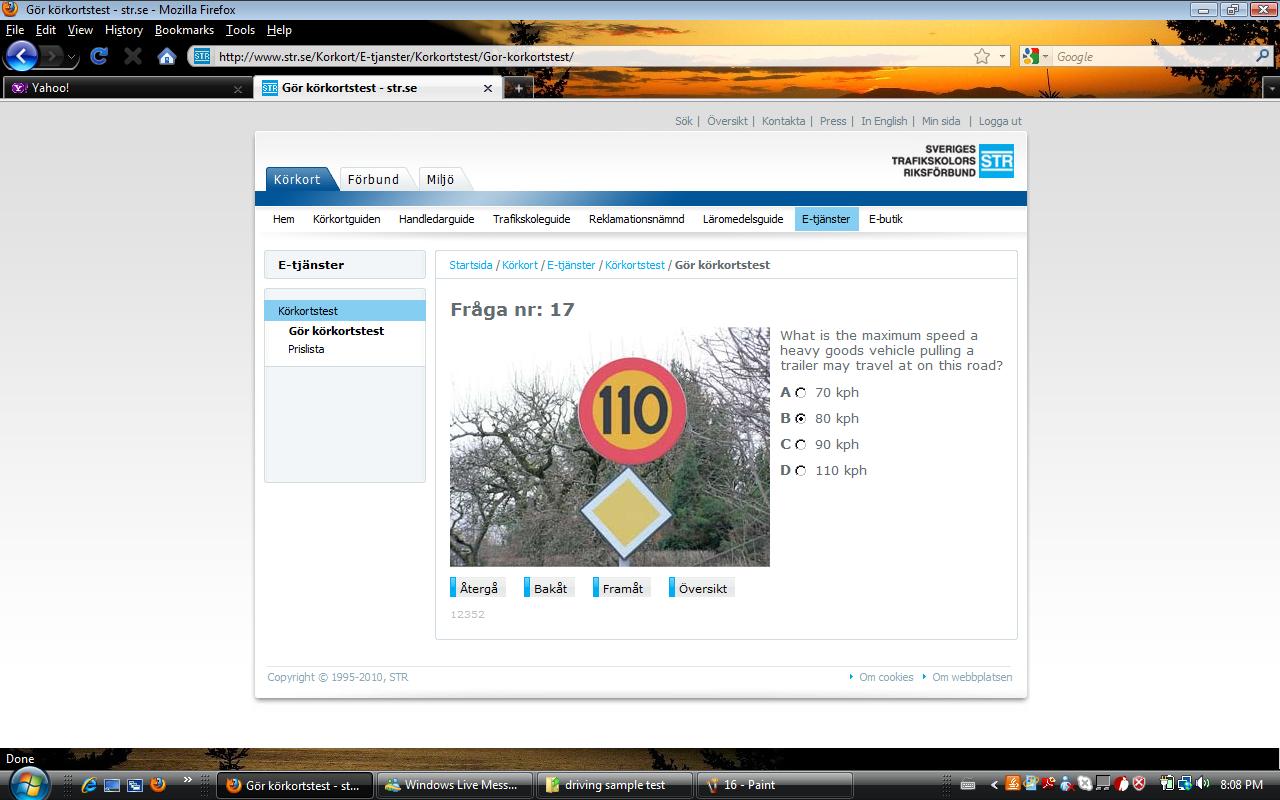 Gör körkortstest - str.se - Mozilla Firefox
File Edit View History Bookmarks Tools Help
http://www.str.se/Korkort/E-tjanster/Korkortstest/Gor-korkortstest/
Google
Yahoo!
STR Gör körkortstest - str.se
Sök | Översikt | Kontakta | Press | In English | Min sida | Logga ut
SVERIGES
TRAFIKSKOLORS
RIKSFÖRBUND
STR
Körkort Förbund Miljö
Hem Körkortguiden Handledarguide Trafikskoleguide Reklamationsnämnd Läromedelsguide E-tjänster E-butik
E-tjänster
Körkortstest
Gör körkortstest
Prislista
Startsida / Körkort / E-tjänster / Körkortstest / Gör körkortstest
Fråga nr: 17
110
What is the maximum speed a
heavy goods vehicle pulling a
trailer may travel at on this road?
A 70 kph
B 80 kph
C 90 kph
D 110 kph
Återgå Bakåt Framåt Översikt
12352
Copyright © 1995-2010, STR
Om cookies Om webbplatsen
Done
Gör körkortstest - st... Windows Live Mess... driving sample test 16 - Paint 8:08 PM